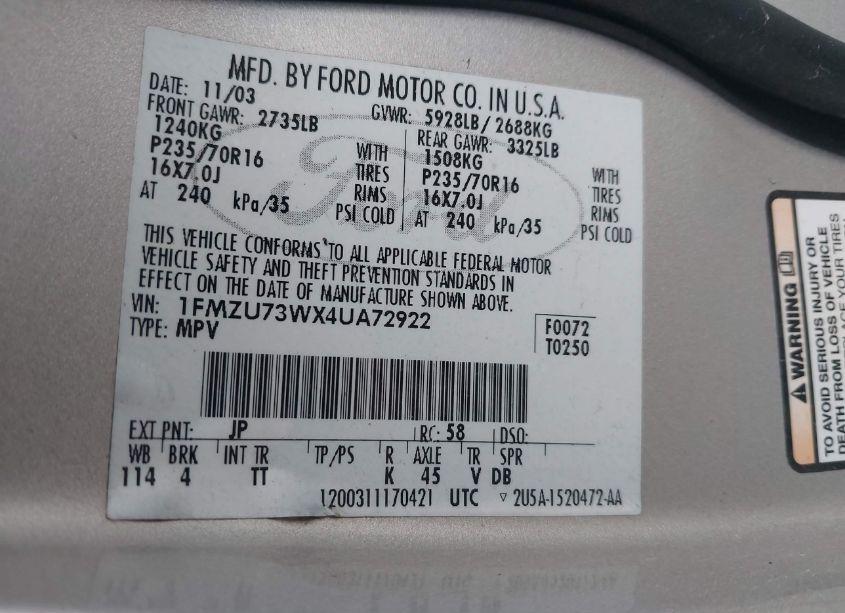 MFD. BY FORD MOTOR CO. IN U.S.A.
DATE: 11/03 GVWR: 5928LB/ 2688KG
FRONT GAWR: 2735LB REAR GAWR: 3325LB
1240KG WITH 1508KG WITH
P235/70R16 TIRES P235/70R16 TIRES
16X7.0J RIMS 16X7.0J RIMS
AT 240 kPa/35 PSI COLD AT 240 kPa/35 PSI COLD
Ford
THIS VEHICLE CONFORMS TO ALL APPLICABLE FEDERAL MOTOR
VEHICLE SAFETY AND THEFT PREVENTION STANDARDS IN
EFFECT ON THE DATE OF MANUFACTURE SHOWN ABOVE.
VIN: 1FMZU73WX4UA72922
TYPE: MPV
F0072
T0250
EXT PNT: JP RC: 58 DSO:
WB BRK INT TR TP/PS R AXLE TR SPR
114 4 TT K 45 V DB
1200311170421 UTC ▽ 2U5A-1520472-AA
WARNING
TO AVOID SERIOUS INJURY OR
DEATH FROM LOSS OF VEHICLE